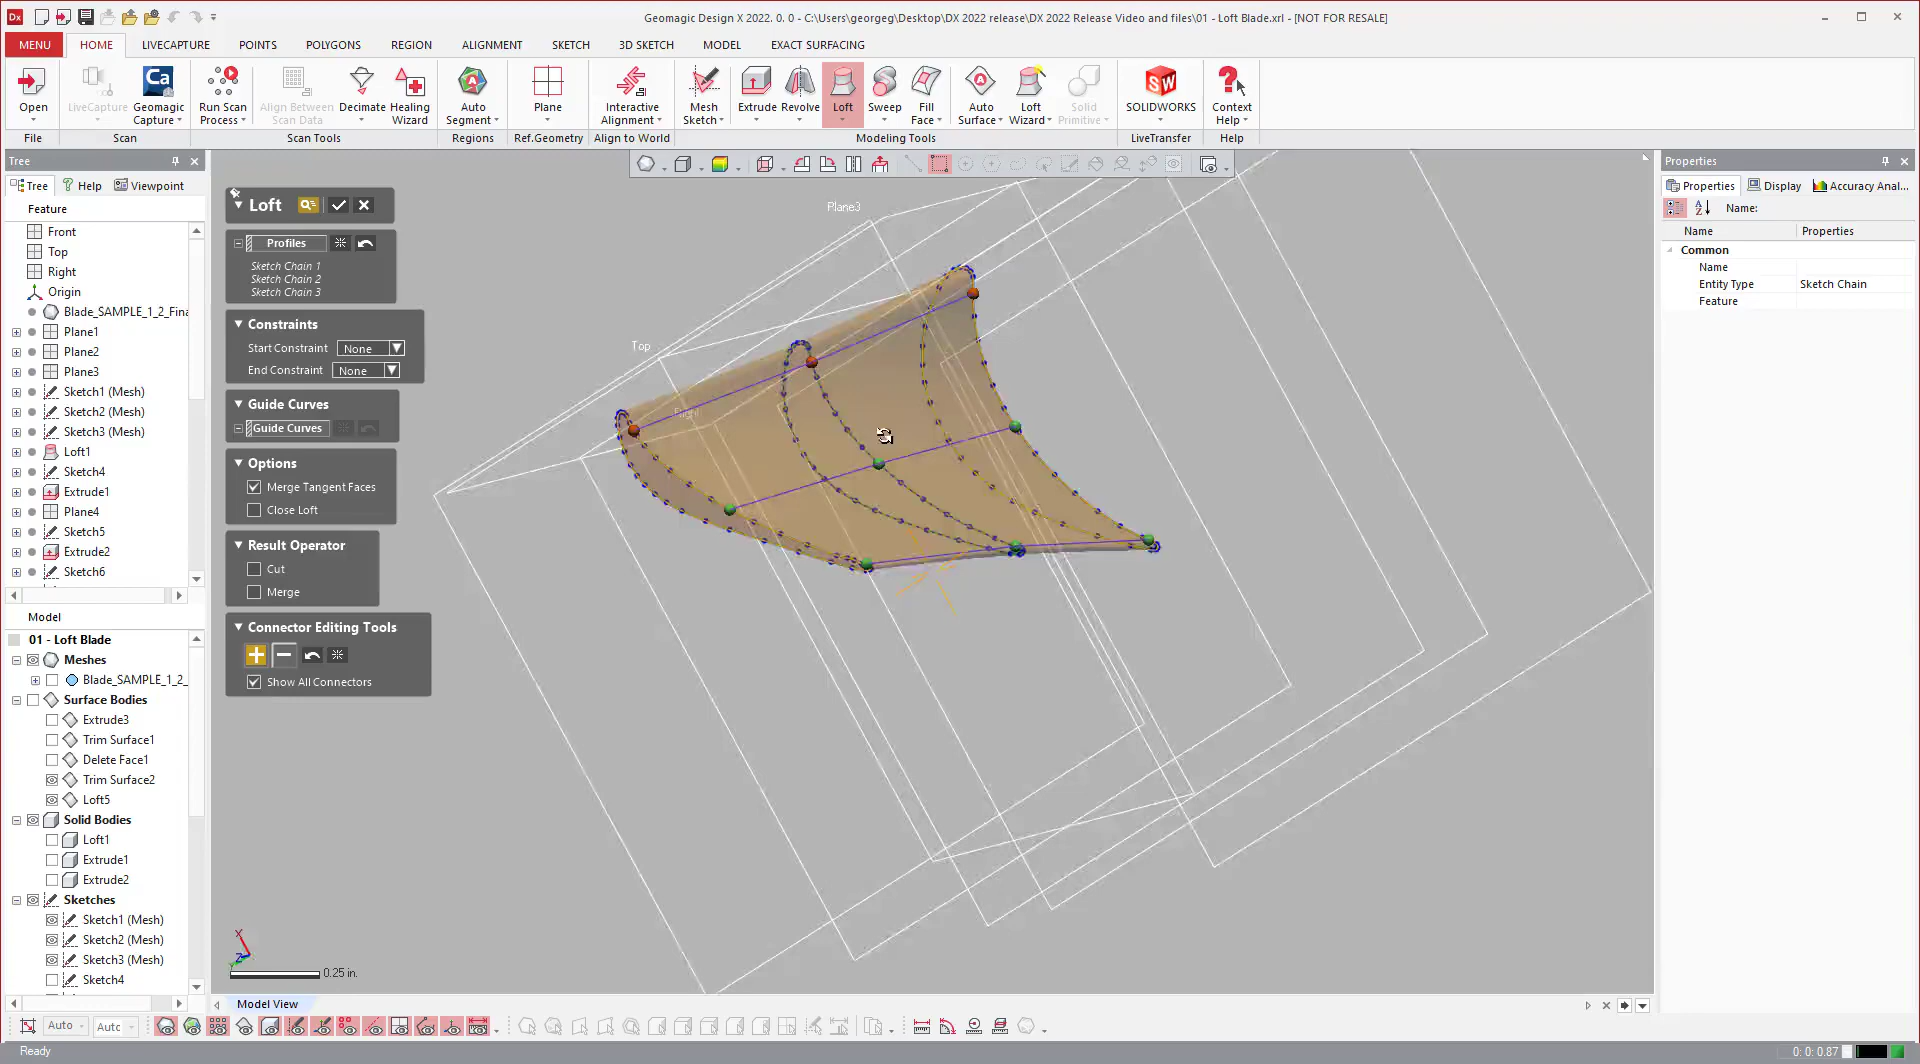 Geomagic Design X 2022. 0. 0 - C:\Users\georgeg\Desktop\DX 2022 release\DX 2022 Release Video and files\01 - Loft Blade.xrl - [NOT FOR RESALE]
MENU HOME LIVECAPTURE POINTS POLYGONS REGION ALIGNMENT SKETCH 3D SKETCH MODEL EXACT SURFACING
Open
LiveCapture
Geomagic Capture
Run Scan Process
Align Between Scan Data
Decimate
Healing Wizard
Auto Segment
Plane
Interactive Alignment
Mesh Sketch
Extrude
Revolve
Loft
Sweep
Fill Face
Auto Surface
Loft Wizard
Solid Primitive
SOLIDWORKS
Context Help
File Scan Scan Tools Regions Ref.Geometry Align to World Modeling Tools LiveTransfer Help
Tree
Tree Help Viewpoint
Feature
Front
Top
Right
Origin
Blade_SAMPLE_1_2_Fina
Plane1
Plane2
Plane3
Sketch1 (Mesh)
Sketch2 (Mesh)
Sketch3 (Mesh)
Loft1
Sketch4
Extrude1
Plane4
Sketch5
Extrude2
Sketch6
Model
01 - Loft Blade
Meshes
Blade_SAMPLE_1_2_
Surface Bodies
Extrude3
Trim Surface1
Delete Face1
Trim Surface2
Loft5
Solid Bodies
Loft1
Extrude1
Extrude2
Sketches
Sketch1 (Mesh)
Sketch2 (Mesh)
Sketch3 (Mesh)
Sketch4
Loft
Profiles
Sketch Chain 1
Sketch Chain 2
Sketch Chain 3
Constraints
Start Constraint None
End Constraint None
Guide Curves
Guide Curves
Options
Merge Tangent Faces
Close Loft
Result Operator
Cut
Merge
Connector Editing Tools
Show All Connectors
Plane3
Top
Right
X
Z
0.25 in.
Model View
Properties
Properties Display Accuracy Anal...
Name:
Name Properties
Common
Name
Entity Type Sketch Chain
Feature
Auto Autc
Ready
0: 0: 0.87